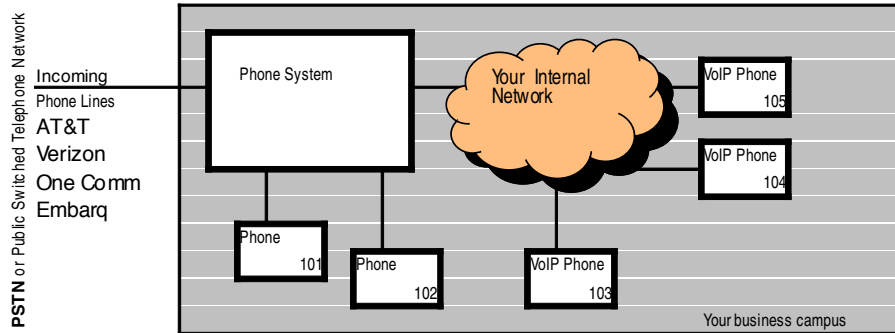 PSTN or Public Switched Telephone Network
Incoming
Phone Lines
AT&T
Verizon
One Comm
Embarq
Phone System
Your Internal
Network
VoIP Phone
105
VoIP Phone
104
Phone
101
Phone
102
VoIP Phone
103
Your business campus